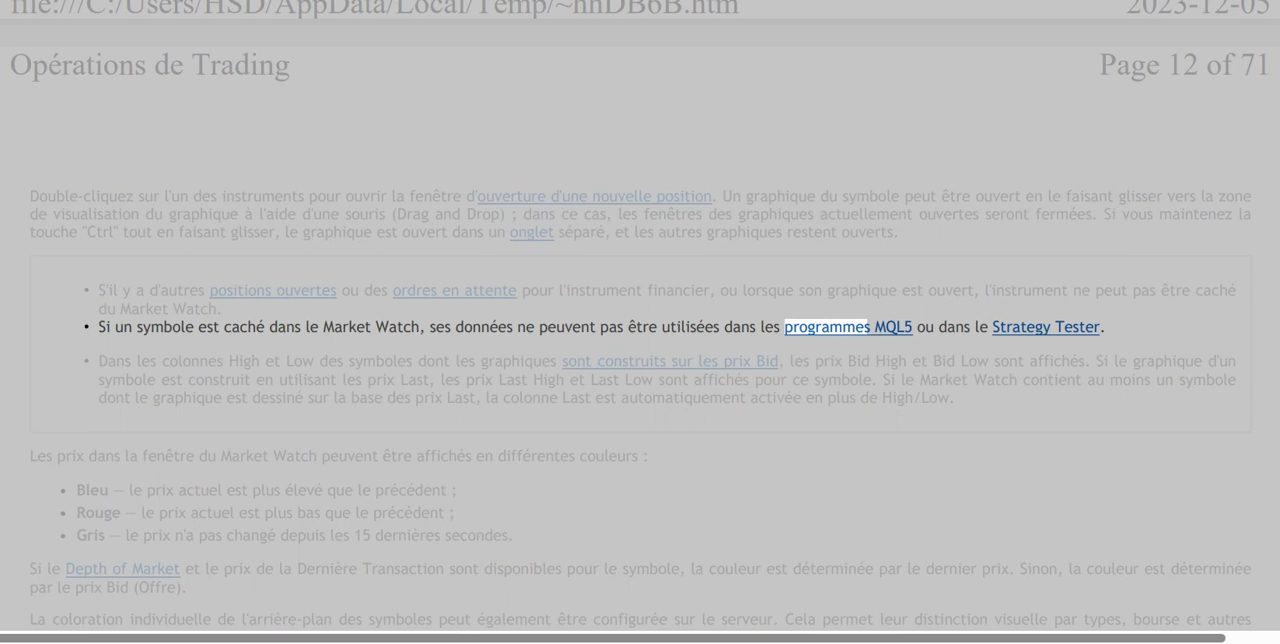 file:///C:/Users/HSD/AppData/Local/Temp/~hhDB6B.htm 2023-12-05
Opérations de Trading Page 12 of 71
Double-cliquez sur l'un des instruments pour ouvrir la fenêtre d'ouverture d'une nouvelle position. Un graphique du symbole peut être ouvert en le faisant glisser vers la zone
de visualisation du graphique à l'aide d'une souris (Drag and Drop) ; dans ce cas, les fenêtres des graphiques actuellement ouvertes seront fermées. Si vous maintenez la
touche "Ctrl" tout en faisant glisser, le graphique est ouvert dans un onglet séparé, et les autres graphiques restent ouverts.
• S'il y a d'autres positions ouvertes ou des ordres en attente pour l'instrument financier, ou lorsque son graphique est ouvert, l'instrument ne peut pas être caché
du Market Watch.
• Si un symbole est caché dans le Market Watch, ses données ne peuvent pas être utilisées dans les programmes MQL5 ou dans le Strategy Tester.
• Dans les colonnes High et Low des symboles dont les graphiques sont construits sur les prix Bid, les prix Bid High et Bid Low sont affichés. Si le graphique d'un
symbole est construit en utilisant les prix Last, les prix Last High et Last Low sont affichés pour ce symbole. Si le Market Watch contient au moins un symbole
dont le graphique est dessiné sur la base des prix Last, la colonne Last est automatiquement activée en plus de High/Low.
Les prix dans la fenêtre du Market Watch peuvent être affichés en différentes couleurs :
• Bleu — le prix actuel est plus élevé que le précédent ;
• Rouge — le prix actuel est plus bas que le précédent ;
• Gris — le prix n'a pas changé depuis les 15 dernières secondes.
Si le Depth of Market et le prix de la Dernière Transaction sont disponibles pour le symbole, la couleur est déterminée par le dernier prix. Sinon, la couleur est déterminée
par le prix Bid (Offre).
La coloration individuelle de l'arrière-plan des symboles peut également être configurée sur le serveur. Cela permet leur distinction visuelle par types, bourse et autres